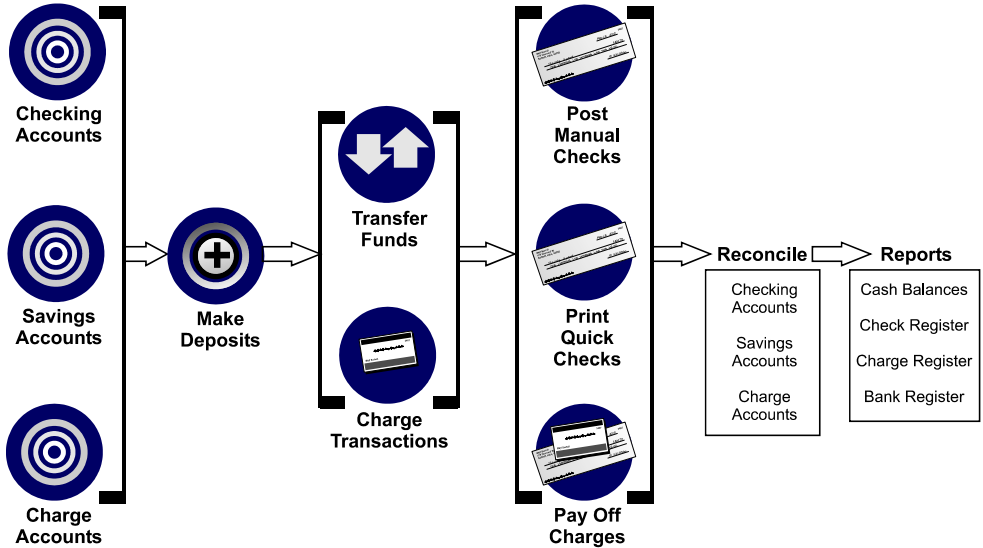 Checking
Accounts
Savings
Accounts
Charge
Accounts
Make
Deposits
Transfer
Funds
Charge
Transactions
Post
Manual
Checks
Print
Quick
Checks
Pay Off
Charges
Reconcile
Checking
Accounts
Savings
Accounts
Charge
Accounts
Reports
Cash Balances
Check Register
Charge Register
Bank Register